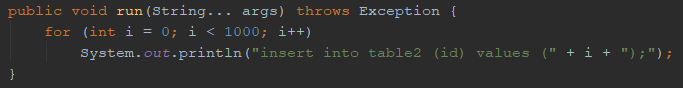 public void run(String... args) throws Exception {
    for (int i = 0; i < 1000; i++)
        System.out.println("insert into table2 (id) values (" + i + ");");
}